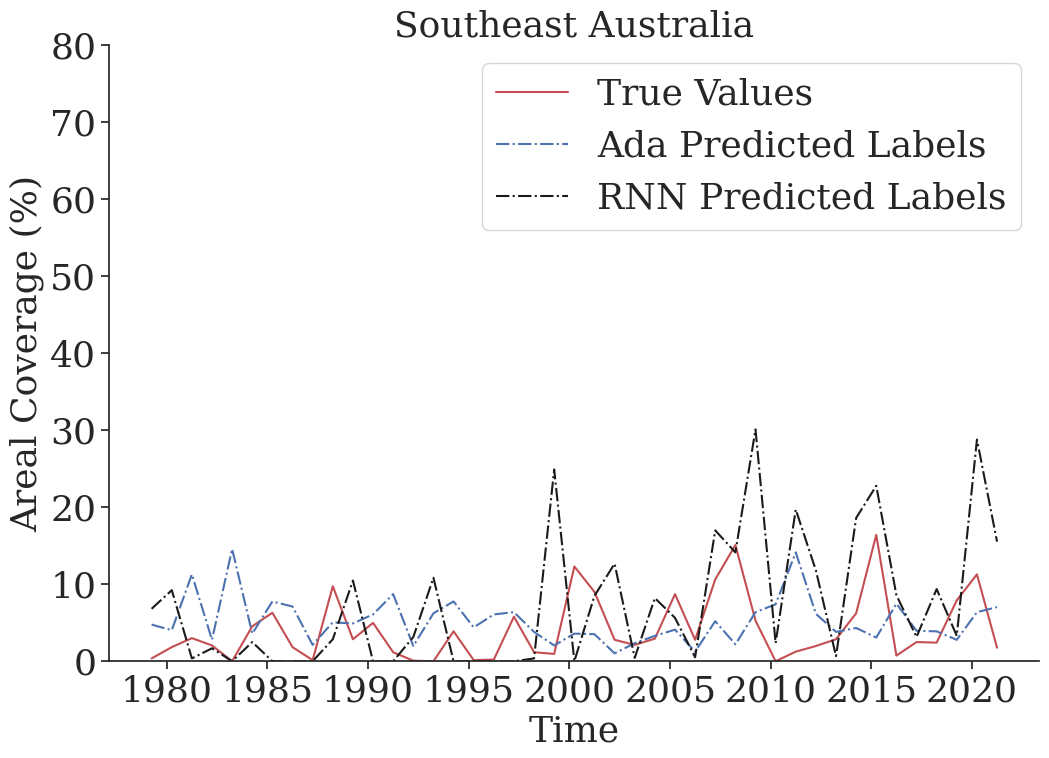 Southeast Australia
True Values
Ada Predicted Labels
RNN Predicted Labels
Areal Coverage (%)
80
70
60
50
40
30
20
10
0
1980 1985 1990 1995 2000 2005 2010 2015 2020
Time